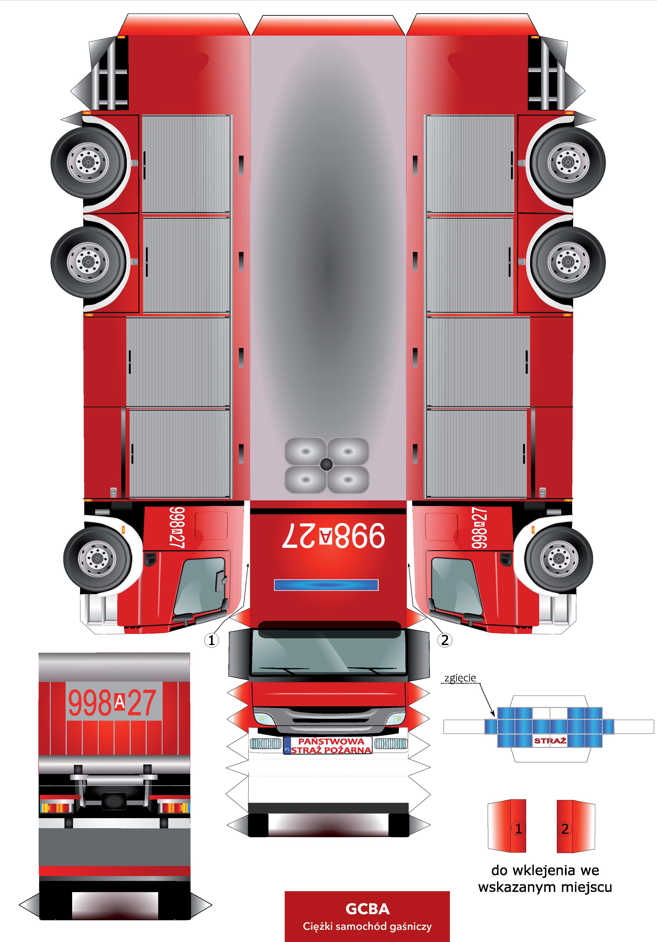 998A27
998A27
998A27
1
2
PAŃSTWOWA
STRAŻ POŻARNA
998A27
zgięcie
STRAŻ
1
2
do wklejenia we
wskazanym miejscu
GCBA
Ciężki samochód gaśniczy